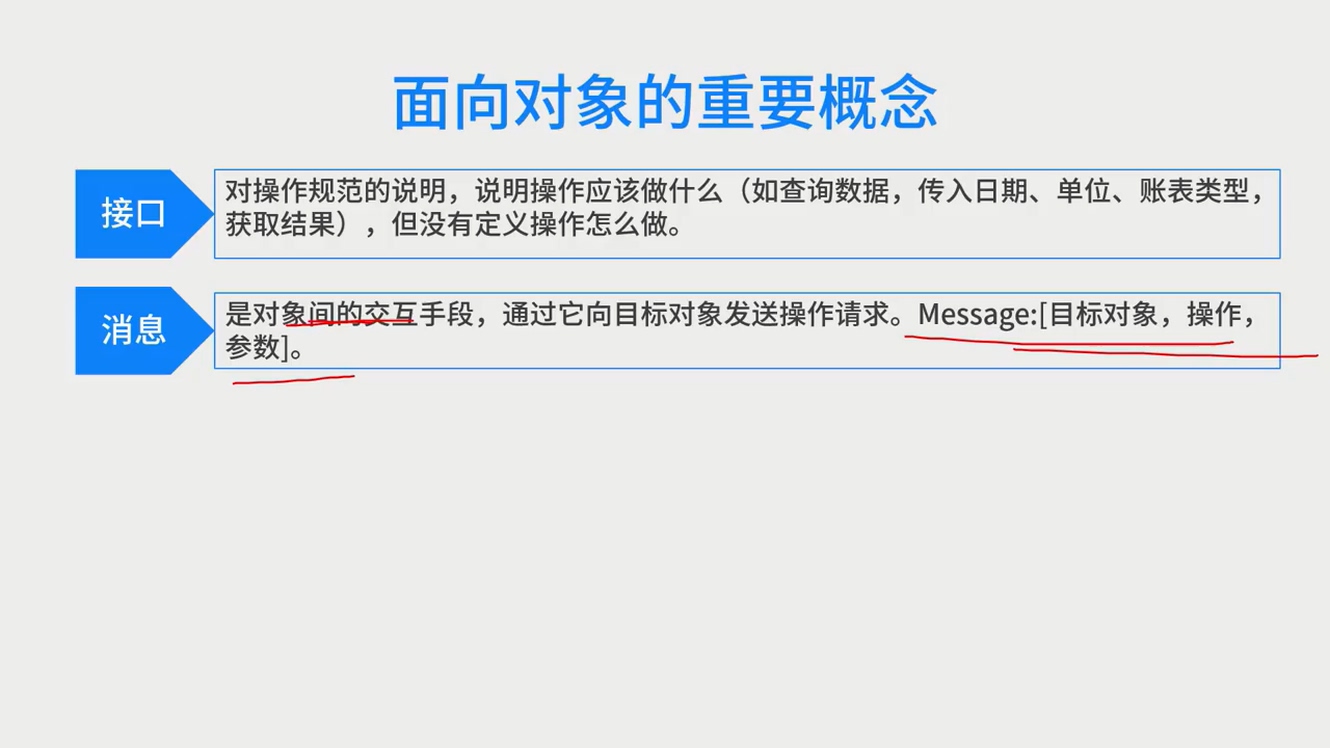 面向对象的重要概念
接口
对操作规范的说明，说明操作应该做什么（如查询数据，传入日期、单位、账表类型，
获取结果），但没有定义操作怎么做。
消息
是对象间的交互手段，通过它向目标对象发送操作请求。Message:[目标对象，操作，
参数]。